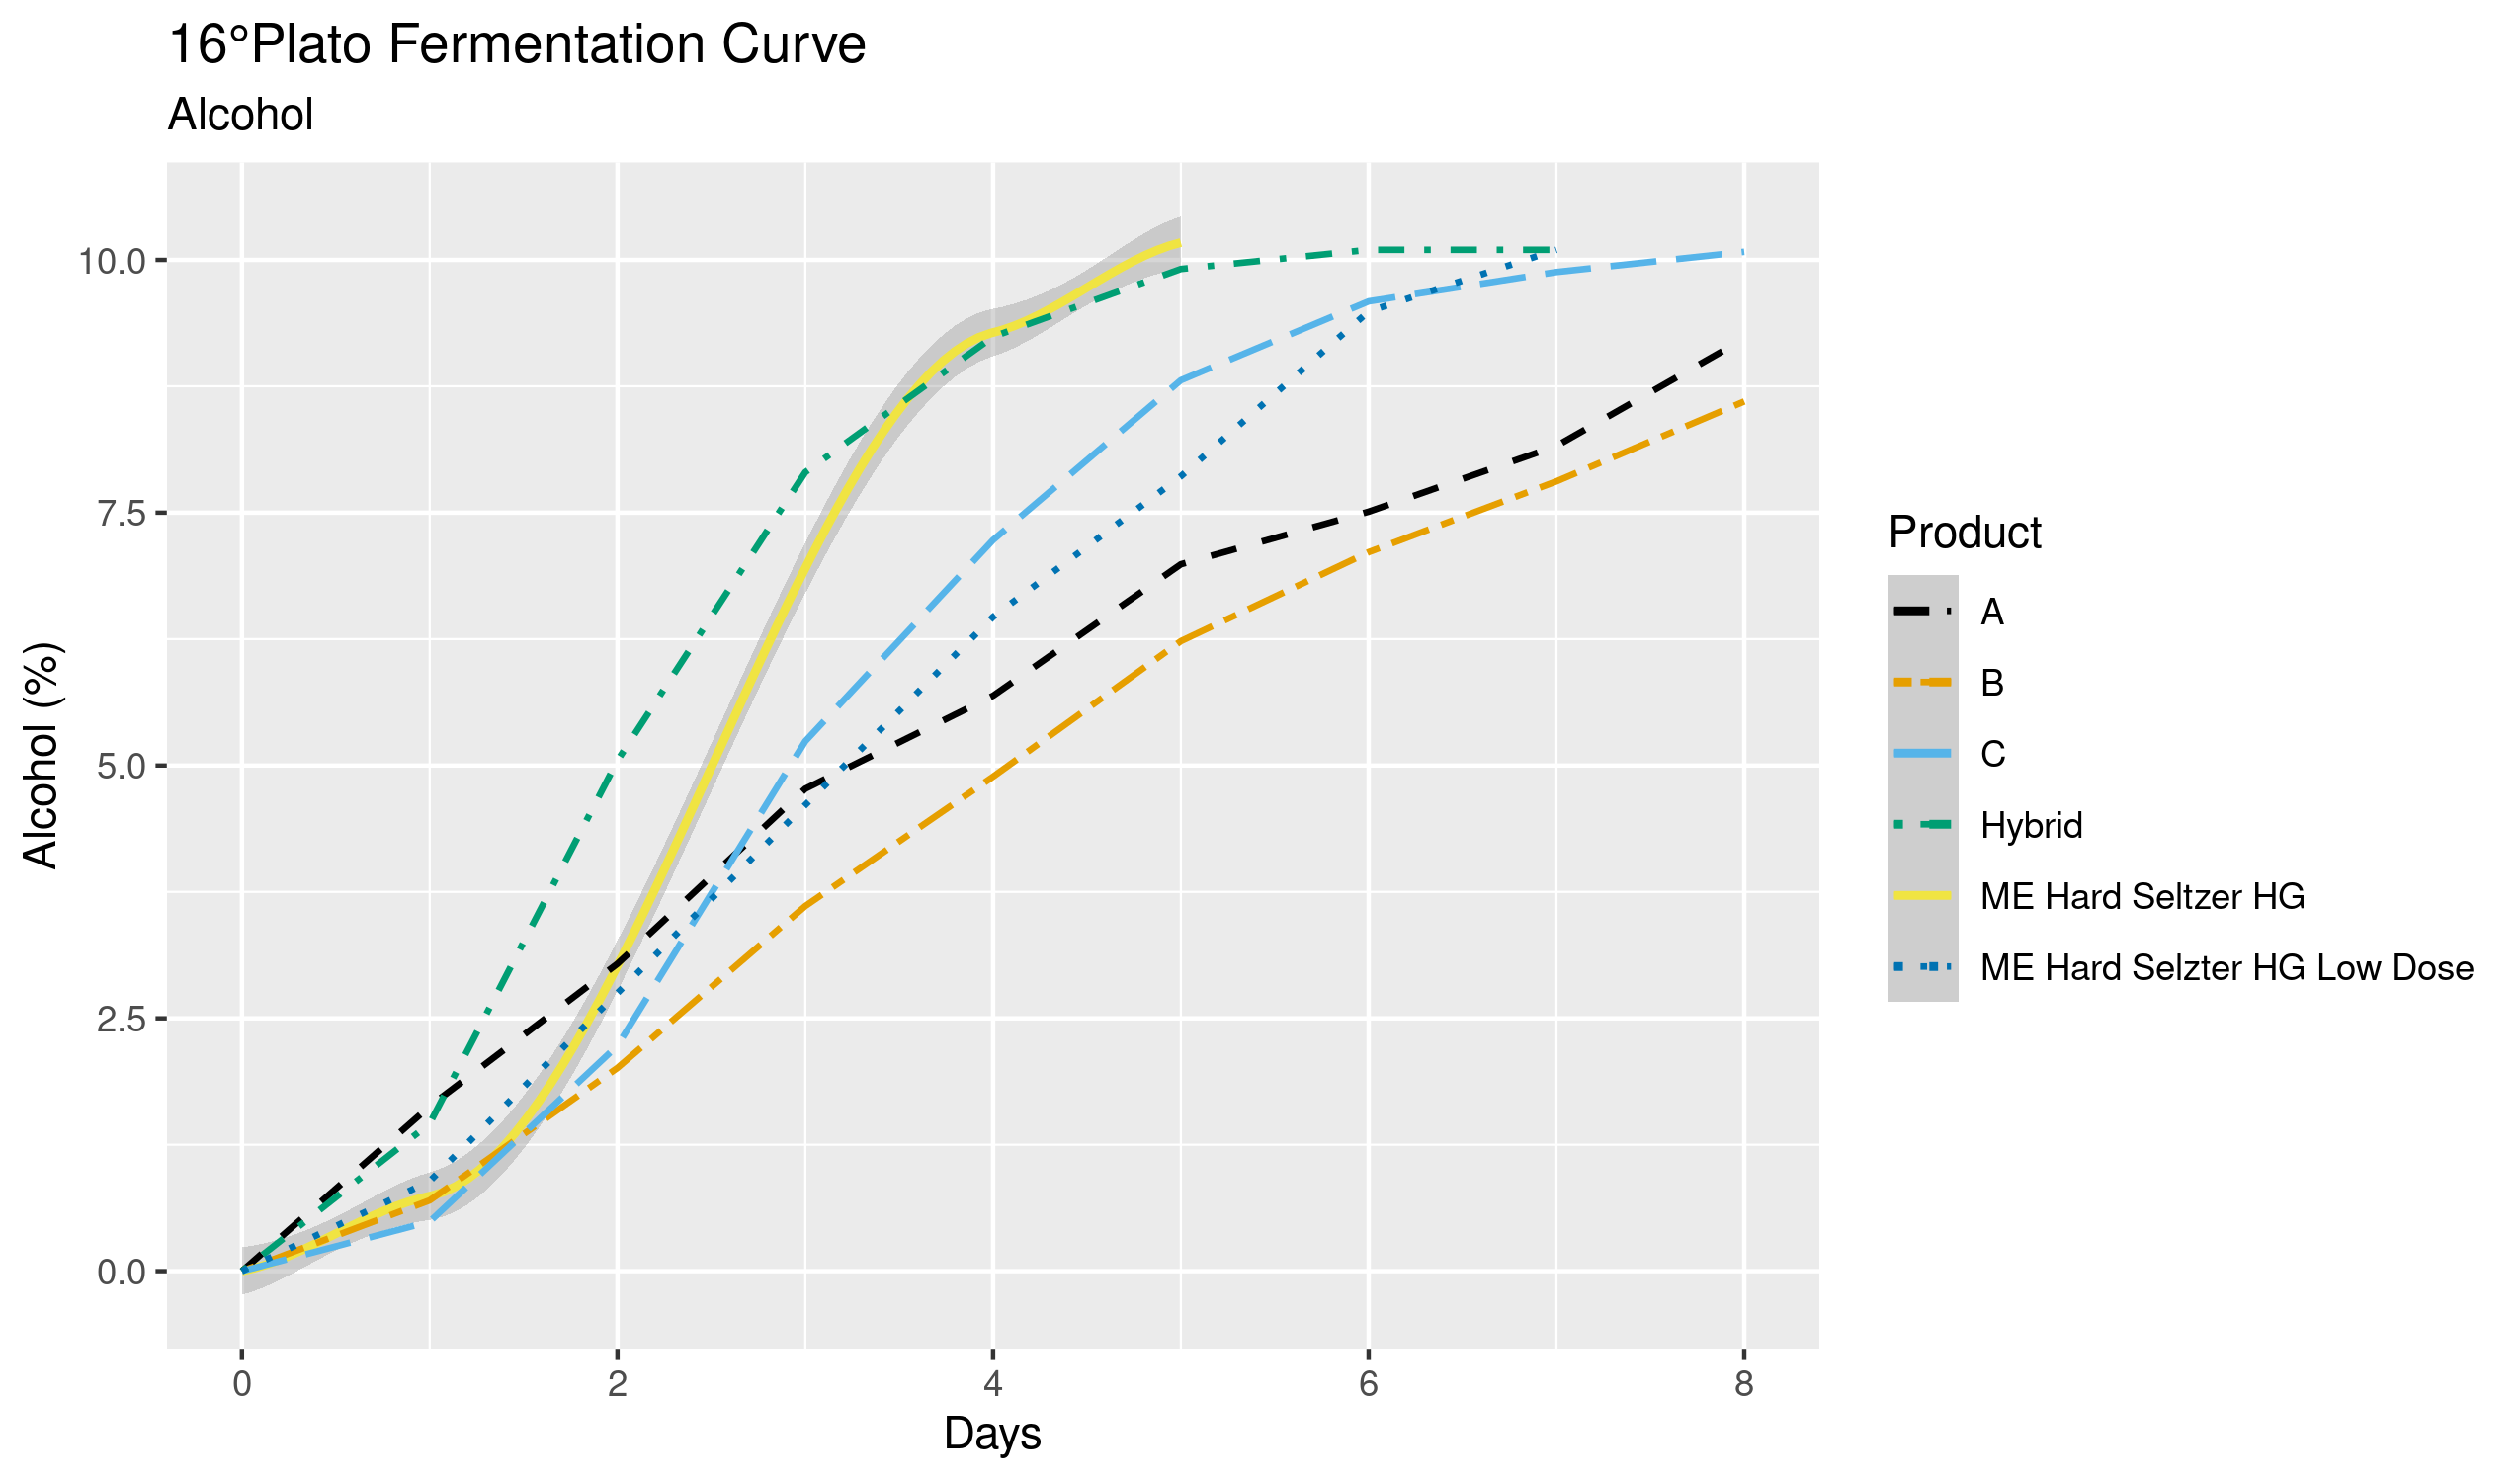 16°Plato Fermentation Curve
Alcohol
Alcohol (%)
10.0
7.5
5.0
2.5
0.0
0 2 4 6 8
Days
Product
A
B
C
Hybrid
ME Hard Seltzer HG
ME Hard Selzter HG Low Dose